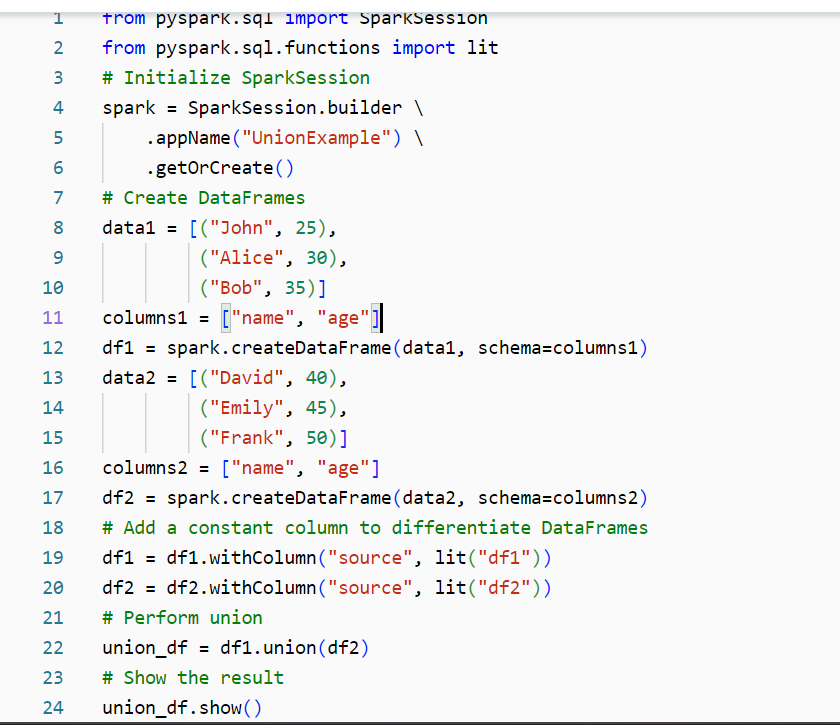 1 from pyspark.sql import SparkSession
2 from pyspark.sql.functions import lit
3 # Initialize SparkSession
4 spark = SparkSession.builder \
5     .appName("UnionExample") \
6     .getOrCreate()
7 # Create DataFrames
8 data1 = [("John", 25),
9          ("Alice", 30),
10          ("Bob", 35)]
11 columns1 = ["name", "age"]
12 df1 = spark.createDataFrame(data1, schema=columns1)
13 data2 = [("David", 40),
14          ("Emily", 45),
15          ("Frank", 50)]
16 columns2 = ["name", "age"]
17 df2 = spark.createDataFrame(data2, schema=columns2)
18 # Add a constant column to differentiate DataFrames
19 df1 = df1.withColumn("source", lit("df1"))
20 df2 = df2.withColumn("source", lit("df2"))
21 # Perform union
22 union_df = df1.union(df2)
23 # Show the result
24 union_df.show()